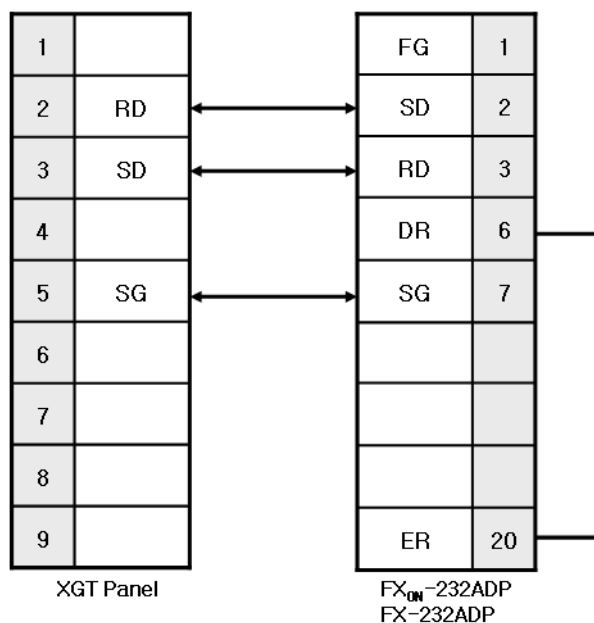 1 FG 1
2 RD SD 2
3 SD RD 3
4 DR 6
5 SG SG 7
6
7
8
9 ER 20
XGT Panel FX0N-232ADP
FX-232ADP